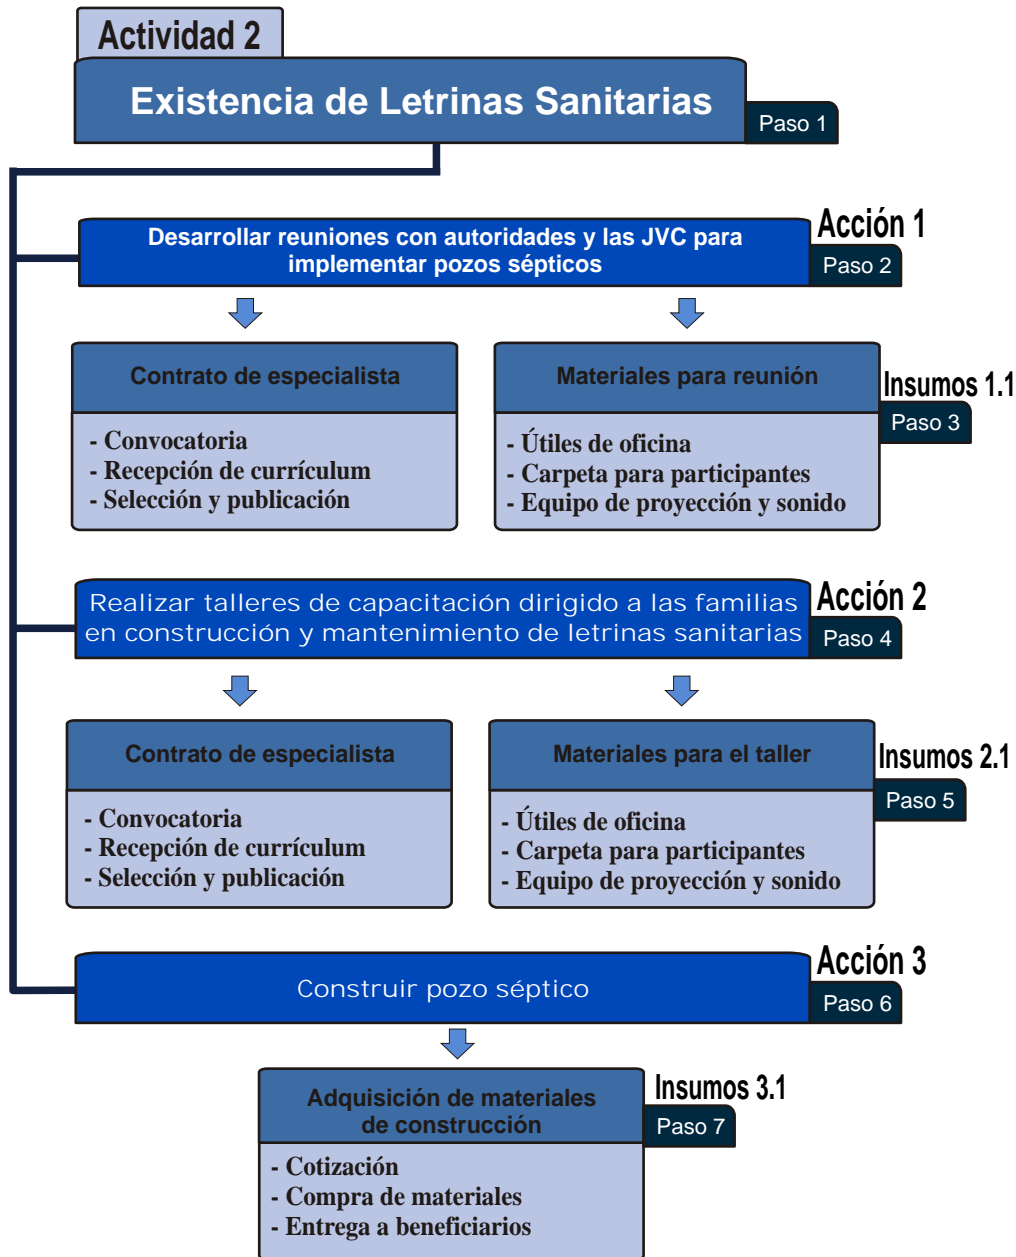 Actividad 2
Existencia de Letrinas Sanitarias
Paso 1
Acción 1
Desarrollar reuniones con autoridades y las JVC para
implementar pozos sépticos
Paso 2
Contrato de especialista
- Convocatoria
- Recepción de currículum
- Selección y publicación
Materiales para reunión
- Útiles de oficina
- Carpeta para participantes
- Equipo de proyección y sonido
Insumos 1.1
Paso 3
Acción 2
Realizar talleres de capacitación dirigido a las familias
en construcción y mantenimiento de letrinas sanitarias
Paso 4
Contrato de especialista
- Convocatoria
- Recepción de currículum
- Selección y publicación
Materiales para el taller
- Útiles de oficina
- Carpeta para participantes
- Equipo de proyección y sonido
Insumos 2.1
Paso 5
Acción 3
Construir pozo séptico
Paso 6
Adquisición de materiales
de construcción
- Cotización
- Compra de materiales
- Entrega a beneficiarios
Insumos 3.1
Paso 7